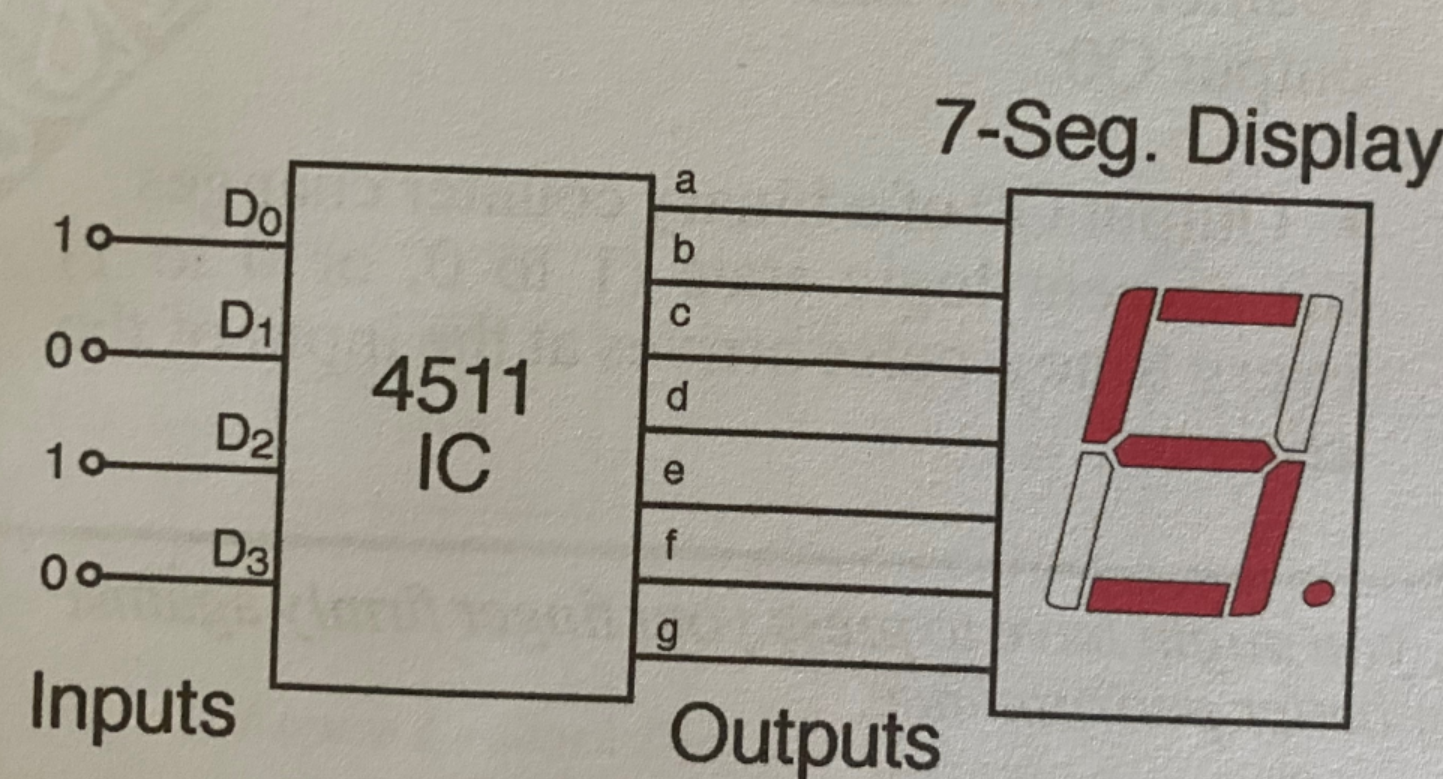 7-Seg. Display
a
1 D0
b
0 D1
c
4511
IC
d
1 D2
e
0 D3
f
g
Inputs
Outputs